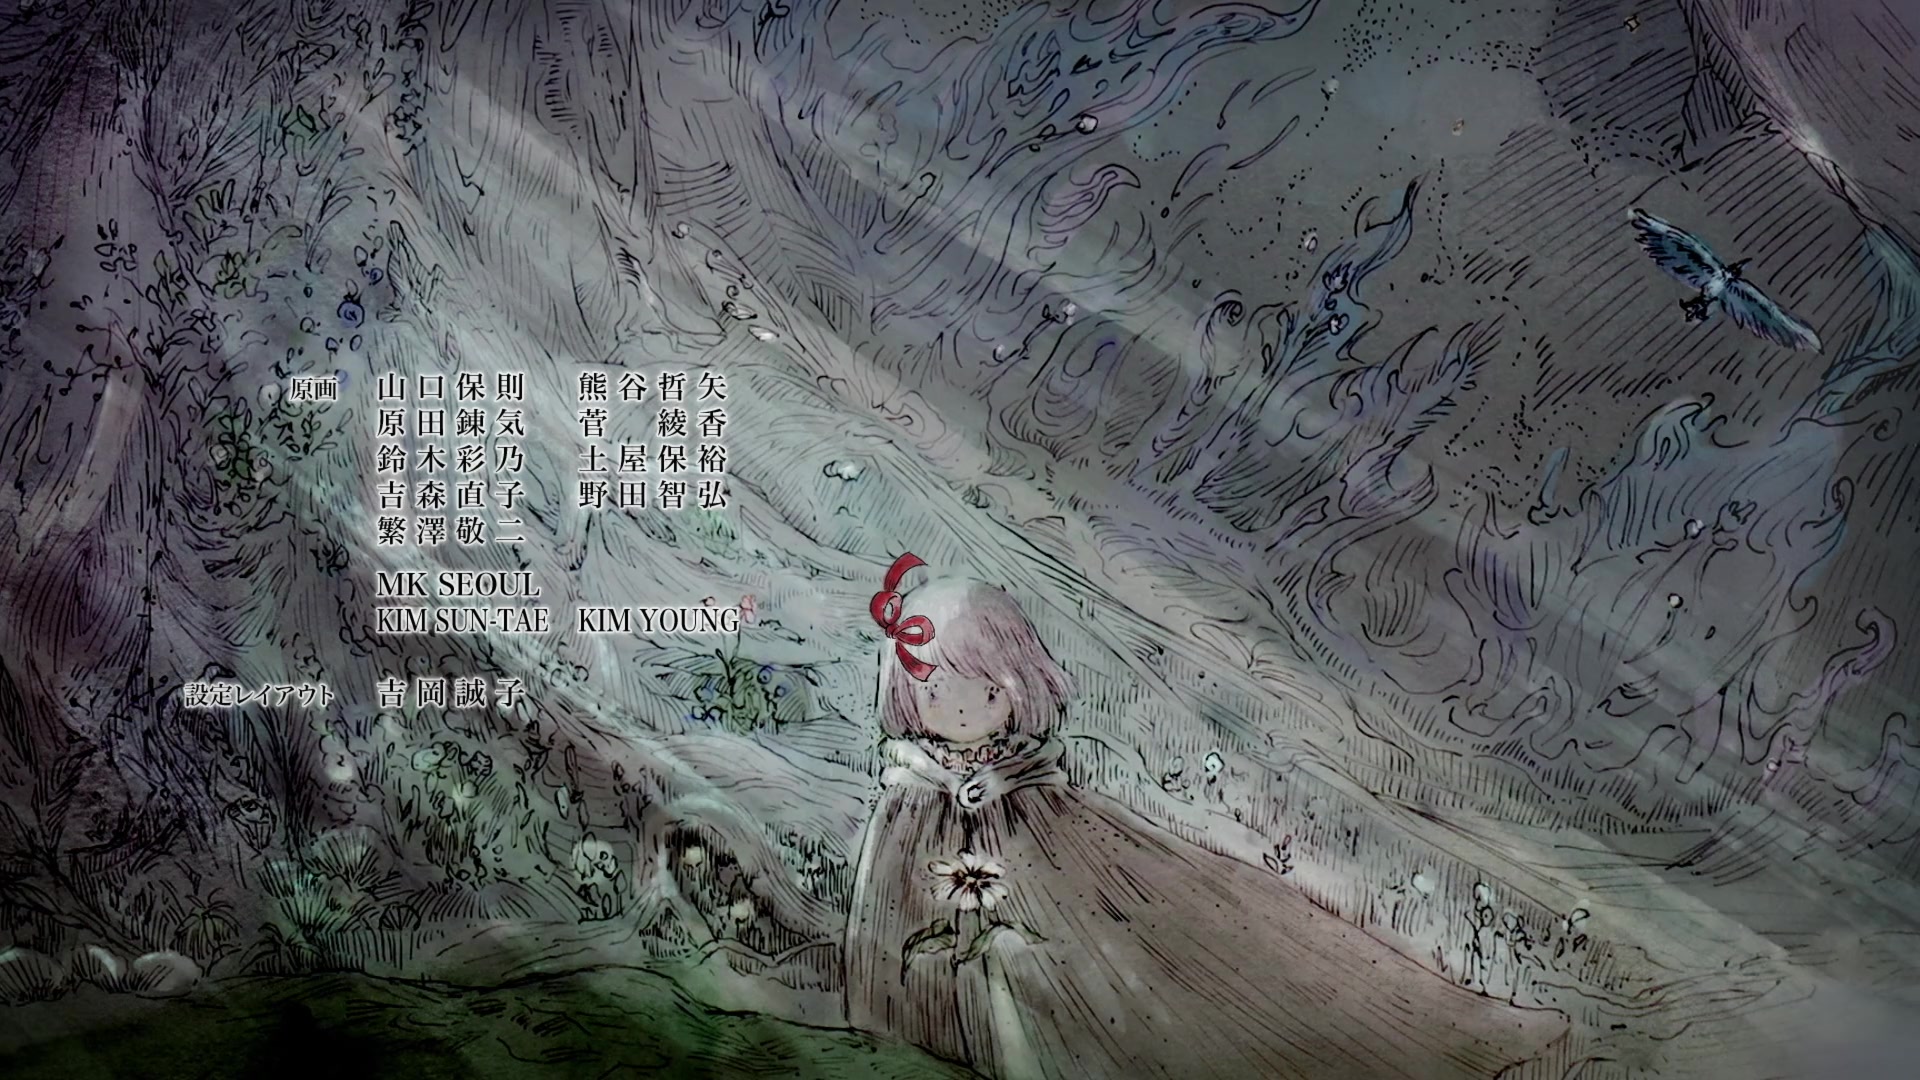 原画 山口保則 熊谷哲矢
原田錬気 菅 綾香
鈴木彩乃 土屋保裕
吉森直子 野田智弘
繁澤敬二
MK SEOUL
KIM SUN-TAE KIM YOUNG
設定レイアウト 吉岡誠子